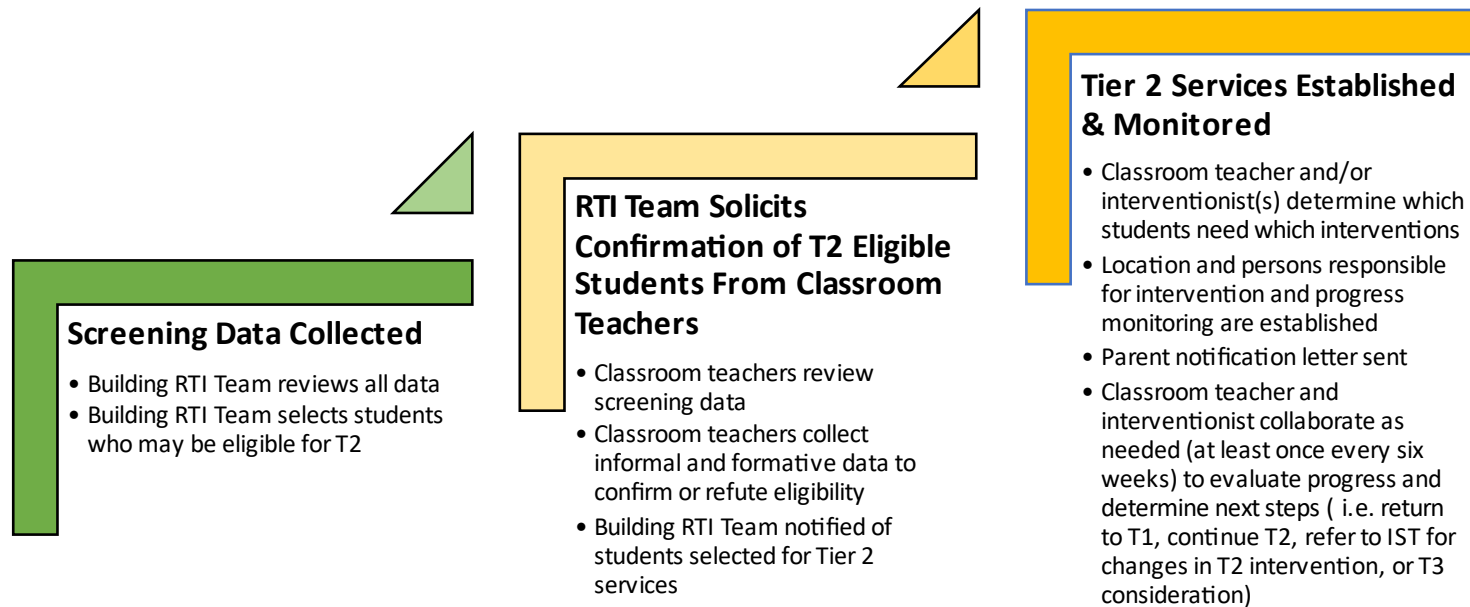 Screening Data Collected
• Building RTI Team reviews all data
• Building RTI Team selects students
who may be eligible for T2
RTI Team Solicits
Confirmation of T2 Eligible
Students From Classroom
Teachers
• Classroom teachers review
screening data
• Classroom teachers collect
informal and formative data to
confirm or refute eligibility
• Building RTI Team notified of
students selected for Tier 2
services
Tier 2 Services Established
& Monitored
• Classroom teacher and/or
interventionist(s) determine which
students need which interventions
• Location and persons responsible
for intervention and progress
monitoring are established
• Parent notification letter sent
• Classroom teacher and
interventionist collaborate as
needed (at least once every six
weeks) to evaluate progress and
determine next steps ( i.e. return
to T1, continue T2, refer to IST for
changes in T2 intervention, or T3
consideration)